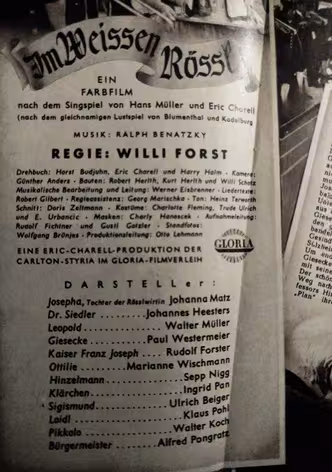 Im Weissen Rössl
EIN
FARBFILM
nach dem Singspiel von Hans Müller und Eric Charell
(nach dem gleichnamigen Lustspiel von Blumenthal und Kadelburg
MUSIK: RALPH BENATZKY
REGIE: WILLI FORST
Drehbuch: Horst Budjuhn, Eric Charell und Harry Halm - Kamera:
Günther Anders - Bauten: Robert Herlth, Kurt Herlth und Willi Schatz
Musikalische Bearbeitung und Leitung: Werner Eisbrenner - Liedertexte:
Robert Gilbert - Regieassistenz: Georg Marischka - Ton: Heinz Terworth
Schnitt: Doris Zeltmann - Kostüme: Charlotte Fleming, Trude Ulrich
und E. Urbancic - Masken: Charly Hanoscek - Aufnahmeleitung:
Rudolf Fichtner und Gustl Gotzler - Standfotos:
Wolfgang Brünjes - Produktionsleitung: Otto Lehmann
EINE ERIC-CHARELL-PRODUKTION DER
CARLTON-STYRIA IM GLORIA-FILMVERLEIH
GLORIA
DARSTELLER:
Josepha, Tochter der Rösslwirtin Johanna Matz
Dr. Siedler Johannes Heesters
Leopold Walter Müller
Giesecke Paul Westermeier
Kaiser Franz Joseph Rudolf Forster
Ottilie Marianne Wischmann
Hinzelmann Sepp Nigg
Klärchen Ingrid Pan
Sigismund Ulrich Beiger
Loidl Klaus Pohl
Pikkolo Walter Koch
Bürgermeister Alfred Pongratz